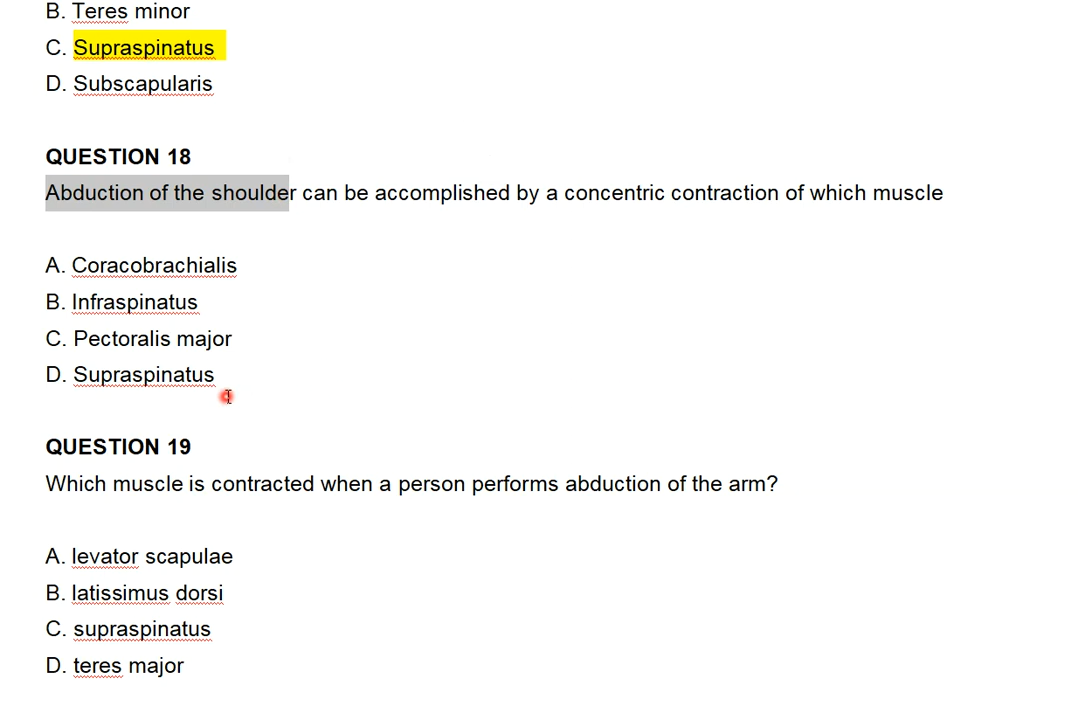 B. Teres minor
C. Supraspinatus
D. Subscapularis
QUESTION 18
Abduction of the shoulder can be accomplished by a concentric contraction of which muscle
A. Coracobrachialis
B. Infraspinatus
C. Pectoralis major
D. Supraspinatus
QUESTION 19
Which muscle is contracted when a person performs abduction of the arm?
A. levator scapulae
B. latissimus dorsi
C. supraspinatus
D. teres major